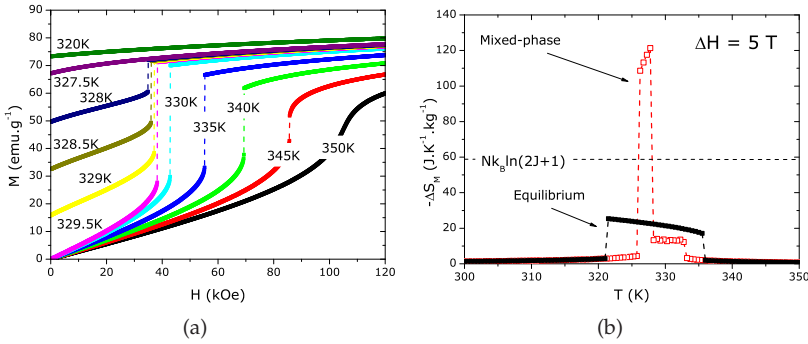 90
80
70
60
50
40
30
20
10
0
M (emu.g⁻¹)
320K
327.5K
328K
328.5K
329K
329.5K
330K
335K
340K
345K
350K
0 20 40 60 80 100 120
H (kOe)
(a)
140
120
100
80
60
40
20
0
-ΔS_M (J.K⁻¹.kg⁻¹)
Mixed-phase
ΔH = 5 T
Nk_Bln(2J+1)
Equilibrium
300 310 320 330 340 350
T (K)
(b)